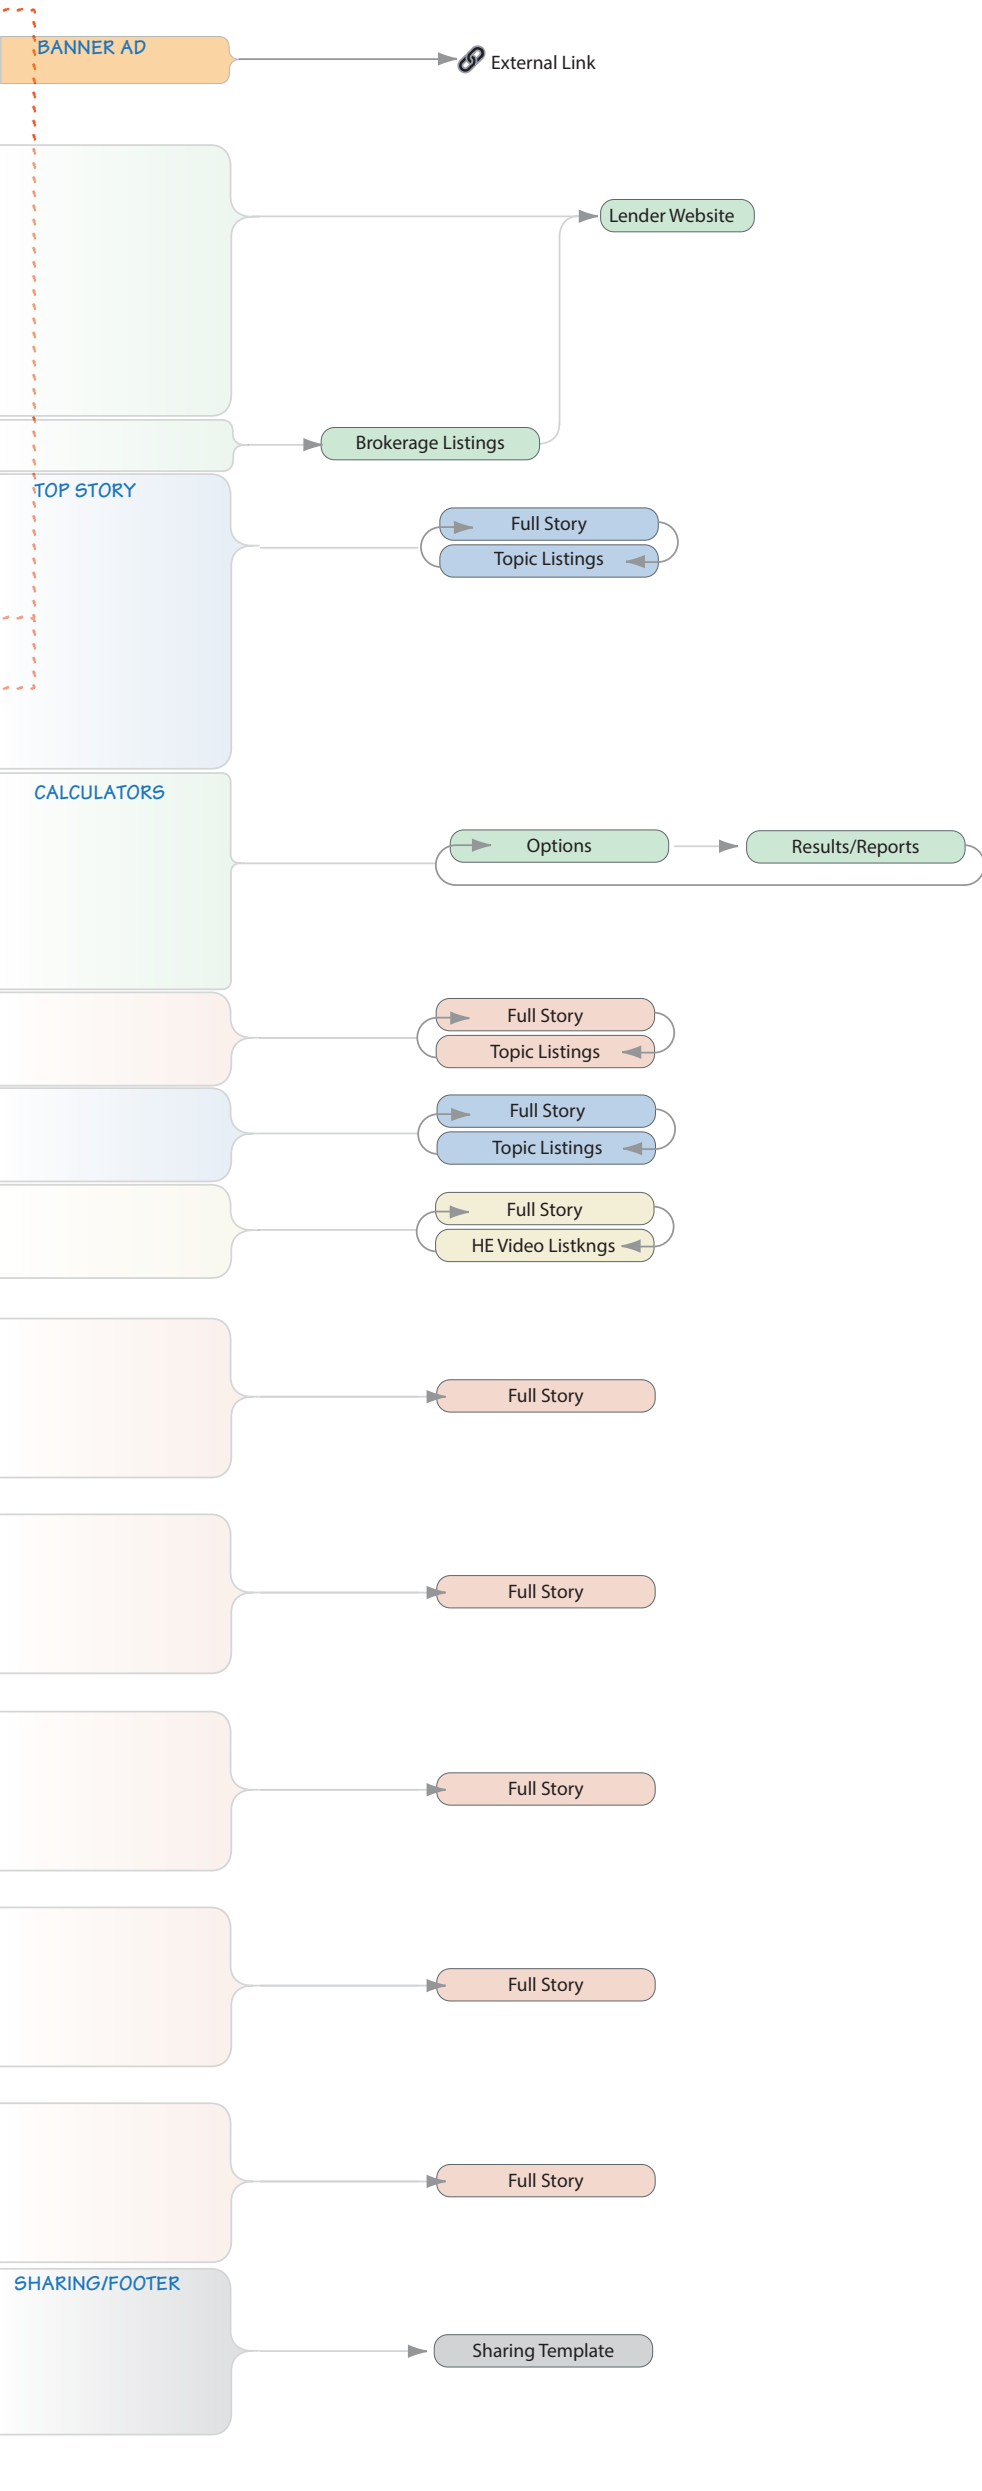 BANNER AD
External Link
Lender Website
Brokerage Listings
TOP STORY
Full Story
Topic Listings
CALCULATORS
Options
Results/Reports
Full Story
Topic Listings
Full Story
Topic Listings
Full Story
HE Video Listkngs
Full Story
Full Story
Full Story
Full Story
Full Story
SHARING/FOOTER
Sharing Template